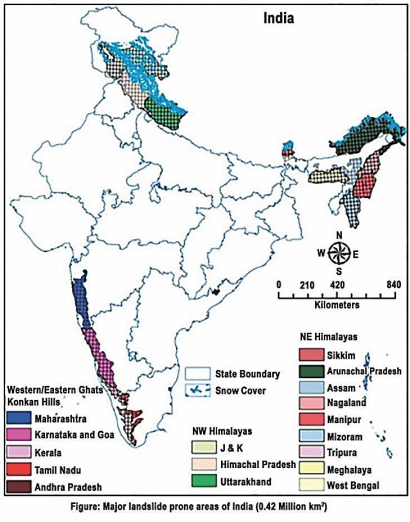 India
N
W E
S
0 210 420 840
Kilometers
Western/Eastern Ghats
Konkan Hills
Maharashtra
Karnataka and Goa
Kerala
Tamil Nadu
Andhra Pradesh
State Boundary
Snow Cover
NW Himalayas
J & K
Himachal Pradesh
Uttarakhand
NE Himalayas
Sikkim
Arunachal Pradesh
Assam
Nagaland
Manipur
Mizoram
Tripura
Meghalaya
West Bengal
Figure: Major landslide prone areas of India (0.42 Million km²)